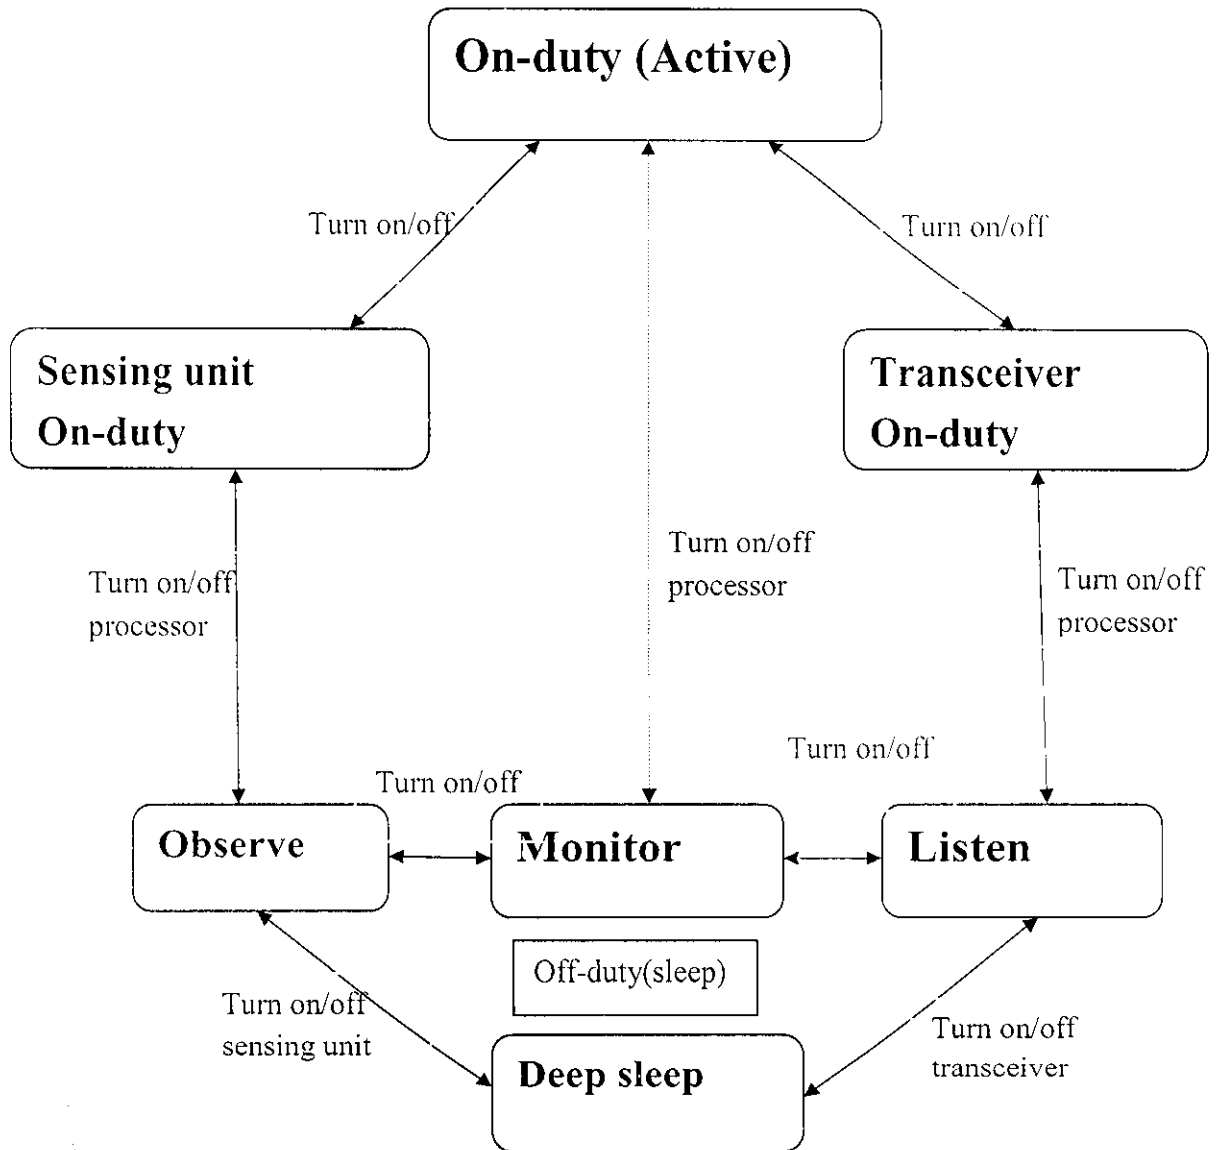 On-duty (Active)
Turn on/off
Turn on/off
Sensing unit
On-duty
Transceiver
On-duty
Turn on/off
processor
Turn on/off
processor
Turn on/off
processor
Turn on/off
Turn on/off
Observe
Monitor
Listen
Off-duty(sleep)
Turn on/off
sensing unit
Turn on/off
transceiver
Deep sleep